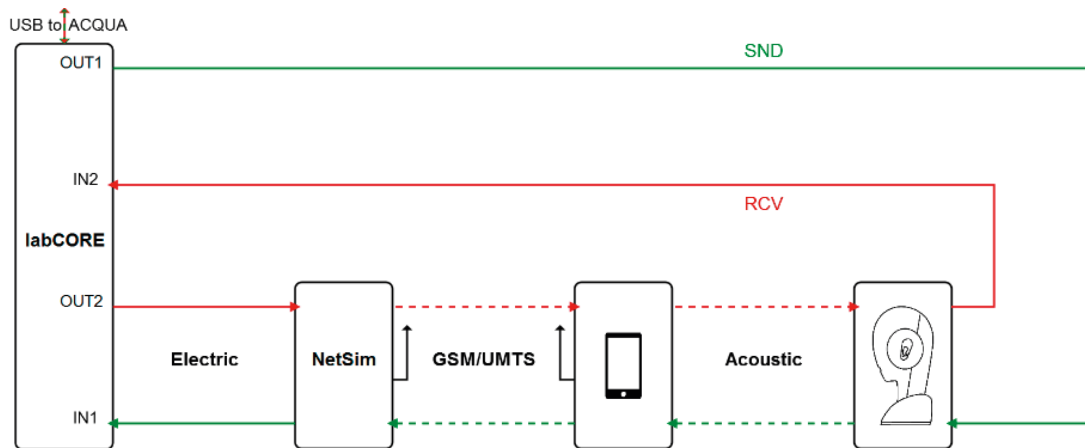 USB to ACQUA
OUT1
SND
IN2
RCV
labCORE
OUT2
Electric
NetSim
GSM/UMTS
Acoustic
IN1